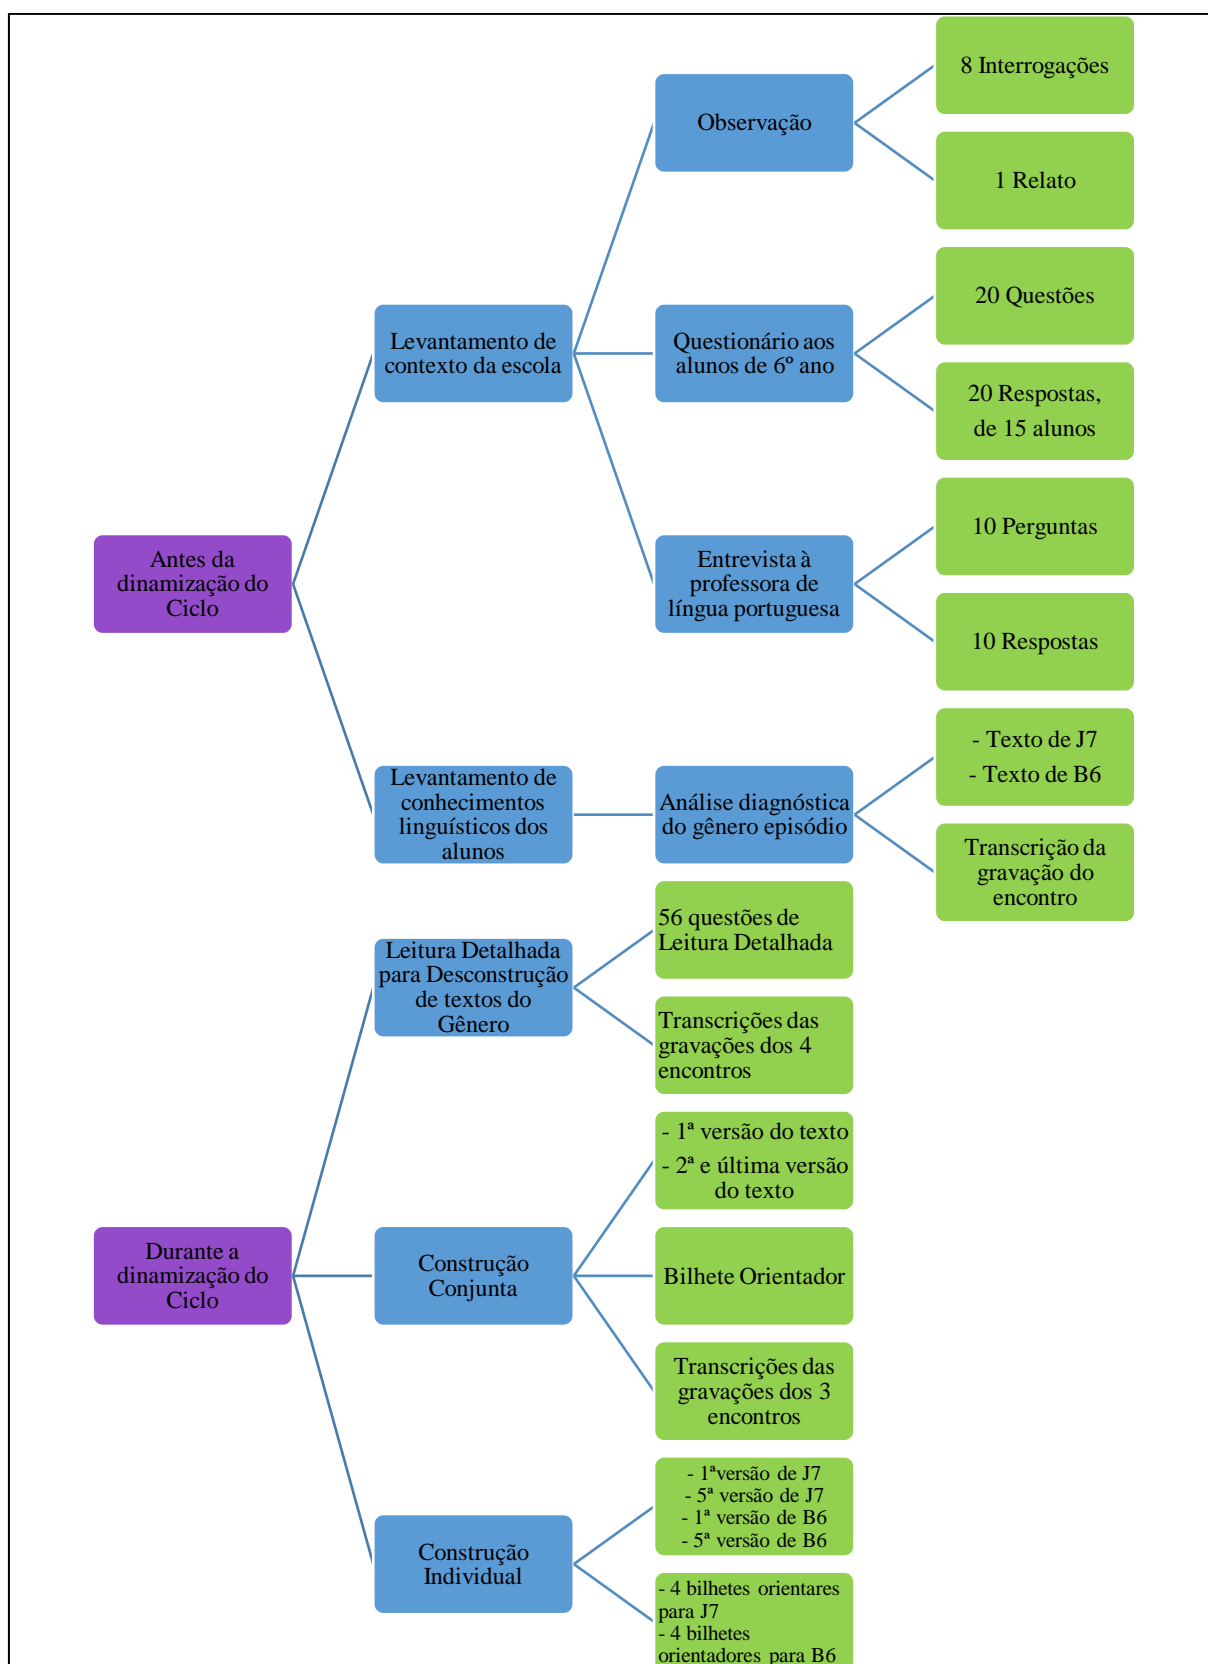 8 Interrogações
Observação
1 Relato
20 Questões
Levantamento de
contexto da escola
Questionário aos
alunos de 6º ano
20 Respostas,
de 15 alunos
10 Perguntas
Antes da
dinamização do
Ciclo
Entrevista à
professora de
língua portuguesa
10 Respostas
- Texto de J7
- Texto de B6
Levantamento de
conhecimentos
linguísticos dos
alunos
Análise diagnóstica
do gênero episódio
Transcrição da
gravação do
encontro
56 questões de
Leitura Detalhada
Leitura Detalhada
para Desconstrução
de textos do
Gênero
Transcrições das
gravações dos 4
encontros
- 1ª versão do texto
- 2ª e última versão
do texto
Durante a
dinamização do
Ciclo
Construção
Conjunta
Bilhete Orientador
Transcrições das
gravações dos 3
encontros
- 1ªversão de J7
- 5ª versão de J7
- 1ª versão de B6
- 5ª versão de B6
Construção
Individual
- 4 bilhetes orientares
para J7
- 4 bilhetes
orientadores para B6